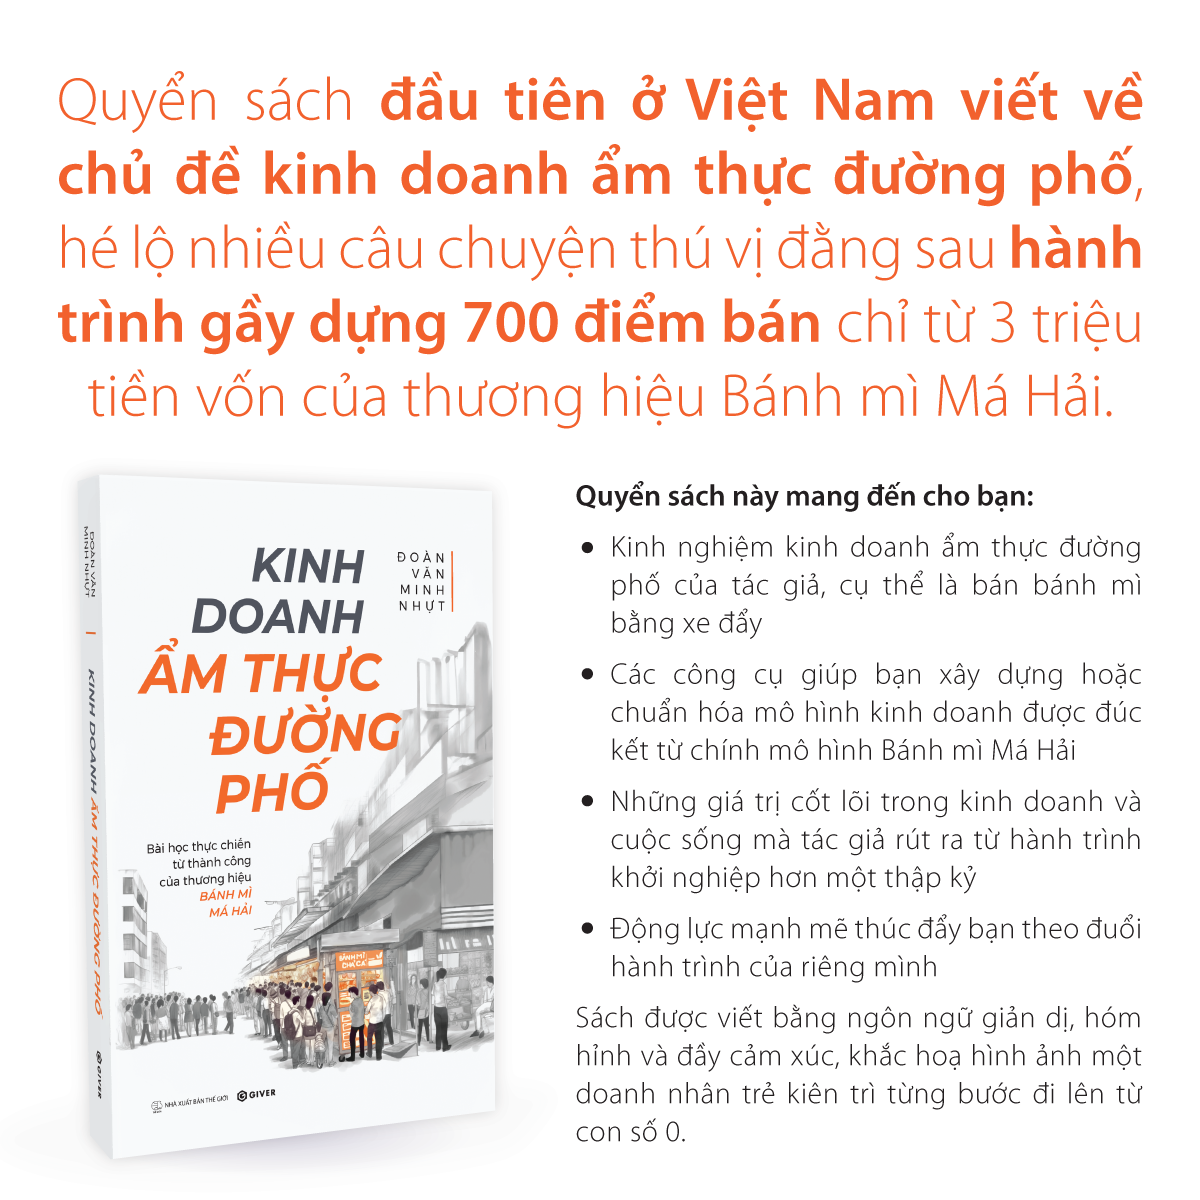 Quyển sách đầu tiên ở Việt Nam viết về
chủ đề kinh doanh ẩm thực đường phố,
hé lộ nhiều câu chuyện thú vị đằng sau hành
trình gầy dựng 700 điểm bán chỉ từ 3 triệu
tiền vốn của thương hiệu Bánh mì Má Hải.
ĐOÀN VĂN
MINH NHỰT
KINH DOANH ẨM THỰC ĐƯỜNG PHỐ
GIVER
KINH
DOANH
ẨM THỰC
ĐƯỜNG
PHỐ
ĐOÀN
VĂN
MINH
NHỰT
Bài học thực chiến
từ thành công
của thương hiệu
BÁNH MÌ
MÁ HẢI
BÁNH MÌ
CHẢ CÁ
NHÀ XUẤT BẢN THẾ GIỚI
GIVER
Quyển sách này mang đến cho bạn:
• Kinh nghiệm kinh doanh ẩm thực đường
phố của tác giả, cụ thể là bán bánh mì
bằng xe đẩy
• Các công cụ giúp bạn xây dựng hoặc
chuẩn hóa mô hình kinh doanh được đúc
kết từ chính mô hình Bánh mì Má Hải
• Những giá trị cốt lõi trong kinh doanh và
cuộc sống mà tác giả rút ra từ hành trình
khởi nghiệp hơn một thập kỷ
• Động lực mạnh mẽ thúc đẩy bạn theo đuổi
hành trình của riêng mình
Sách được viết bằng ngôn ngữ giản dị, hóm
hỉnh và đầy cảm xúc, khắc hoạ hình ảnh một
doanh nhân trẻ kiên trì từng bước đi lên từ
con số 0.